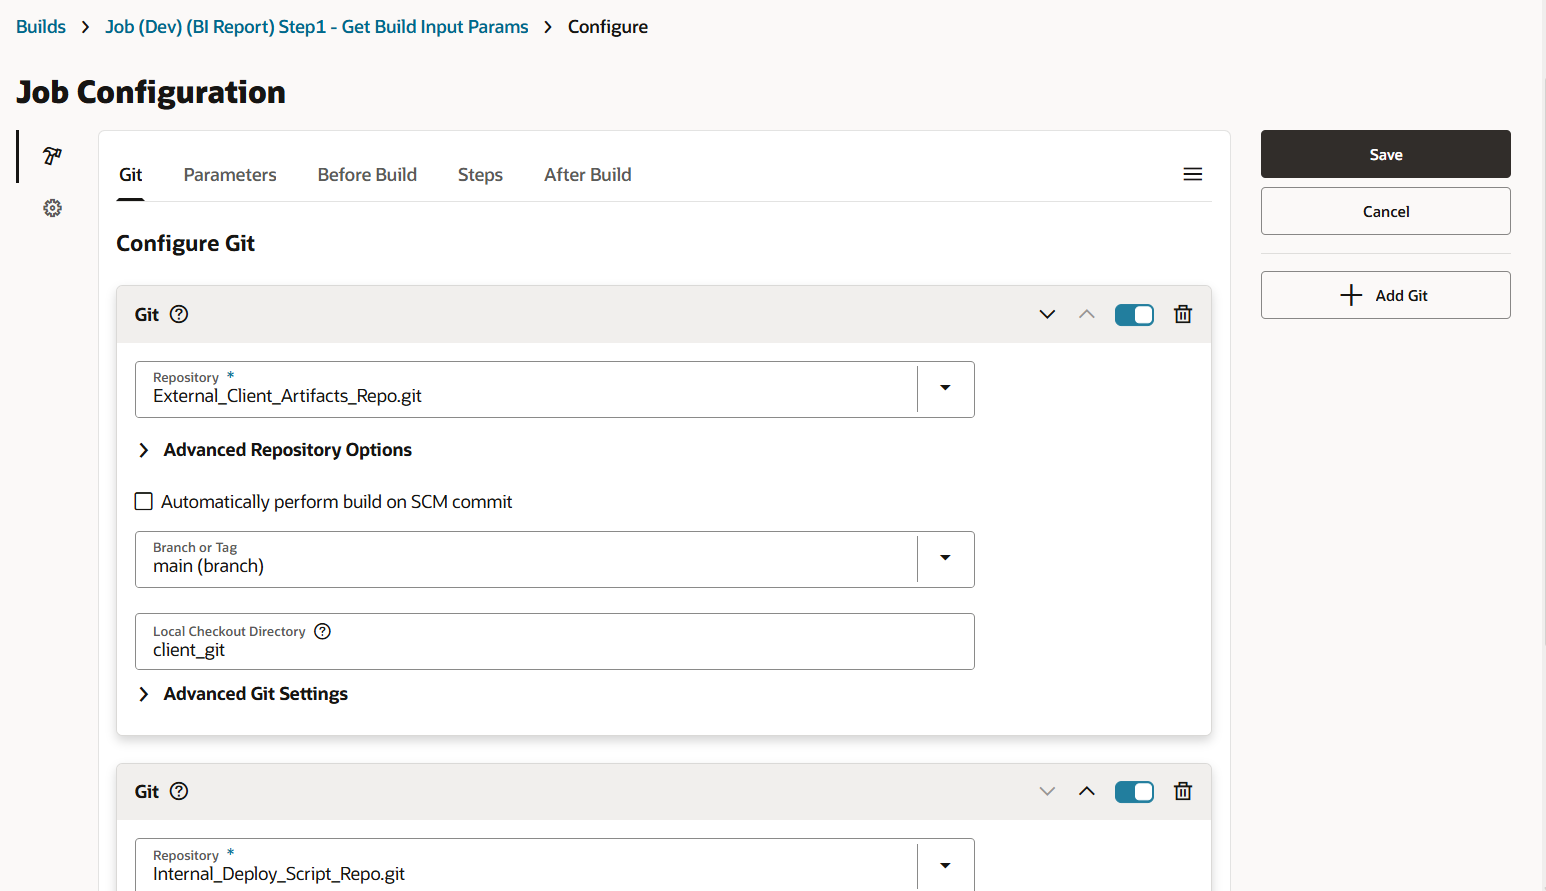 Builds > Job (Dev) (BI Report) Step1 - Get Build Input Params > Configure
Job Configuration
Git Parameters Before Build Steps After Build
Save
Cancel
Add Git
Configure Git
Git
Repository *
External_Client_Artifacts_Repo.git
Advanced Repository Options
Automatically perform build on SCM commit
Branch or Tag
main (branch)
Local Checkout Directory
client_git
Advanced Git Settings
Git
Repository *
Internal_Deploy_Script_Repo.git